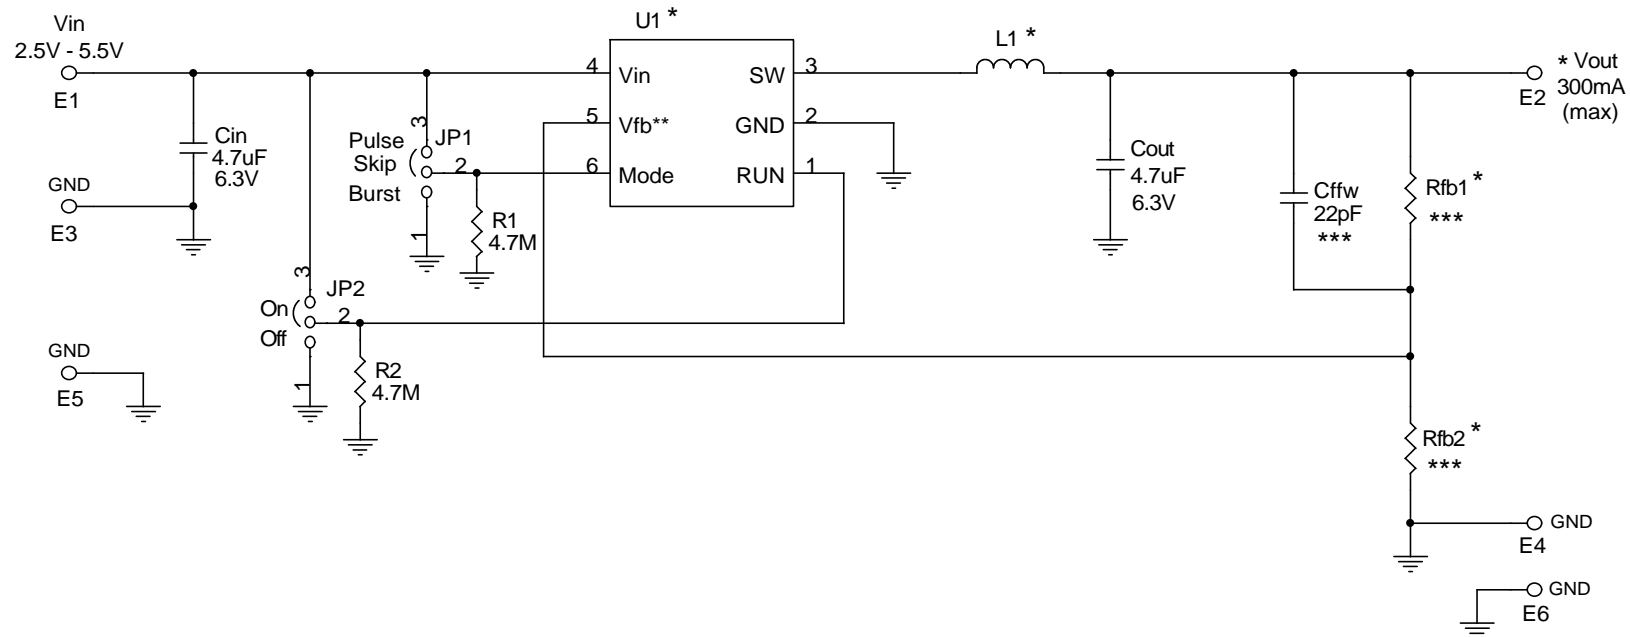 Vin
2.5V - 5.5V
E1
Cin
4.7uF
6.3V
GND
E3
GND
E5
3
JP1
Pulse
Skip
2
Burst
1
R1
4.7M
3
JP2
On
2
Off
1
R2
4.7M
U1 *
4
Vin
SW
3
5
Vfb**
GND
2
6
Mode
RUN
1
L1 *
Cout
4.7uF
6.3V
Cffw
22pF
***
Rfb1 *
***
* Vout
300mA
(max)
E2
Rfb2 *
***
GND
E4
GND
E6